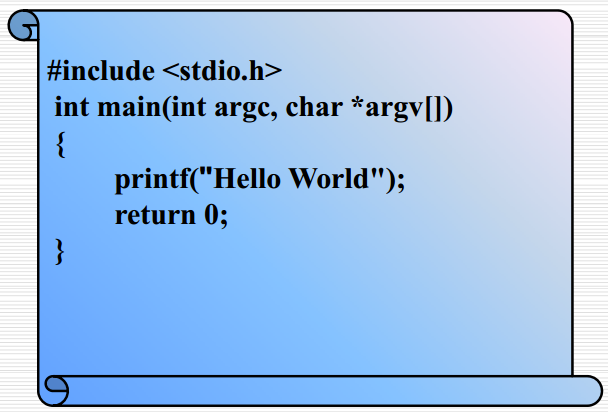 #include <stdio.h>
int main(int argc, char *argv[])
{
printf("Hello World");
return 0;
}